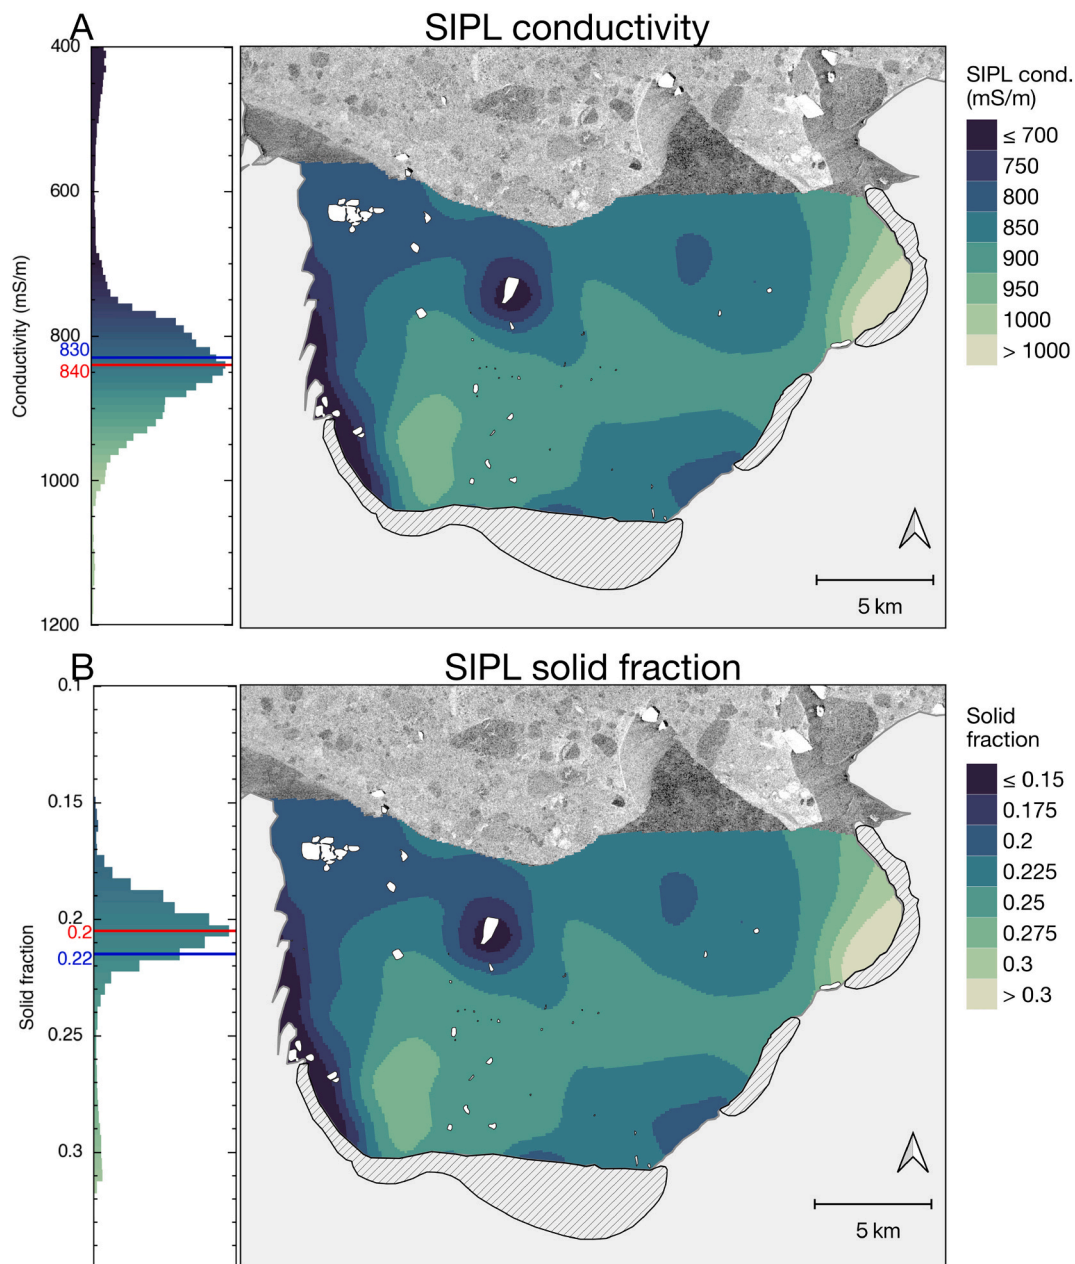 A
SIPL conductivity
400
600
800
830
840
1000
1200
Conductivity (mS/m)
SIPL cond.
(mS/m)
≤ 700
750
800
850
900
950
1000
> 1000
5 km
B
SIPL solid fraction
0.1
0.15
0.2
0.2
0.22
0.25
0.3
Solid fraction
Solid
fraction
≤ 0.15
0.175
0.2
0.225
0.25
0.275
0.3
> 0.3
5 km